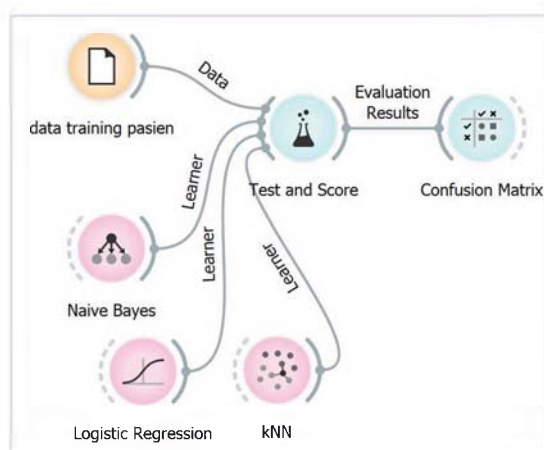 Data
data training pasien
Evaluation
Results
Test and Score
Confusion Matrix
Learner
Naive Bayes
Learner
Learner
Logistic Regression
kNN